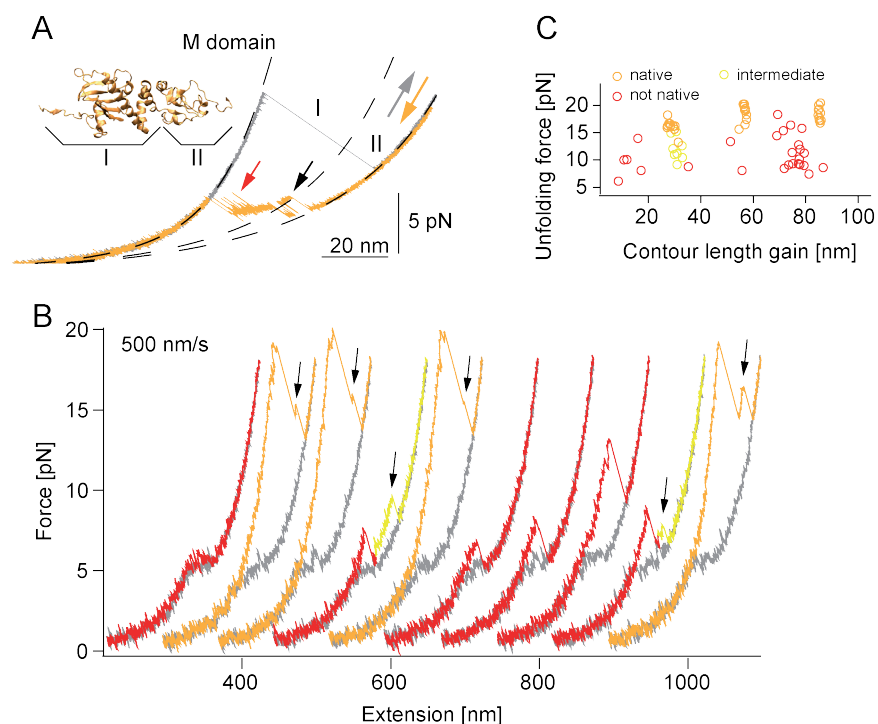 A
M domain
I
II
I
II
5 pN
20 nm
C
native
intermediate
not native
Unfolding force [pN]
20
15
10
5
20
40
60
80
100
Contour length gain [nm]
B
500 nm/s
Force [pN]
20
15
10
5
0
400
600
800
1000
Extension [nm]